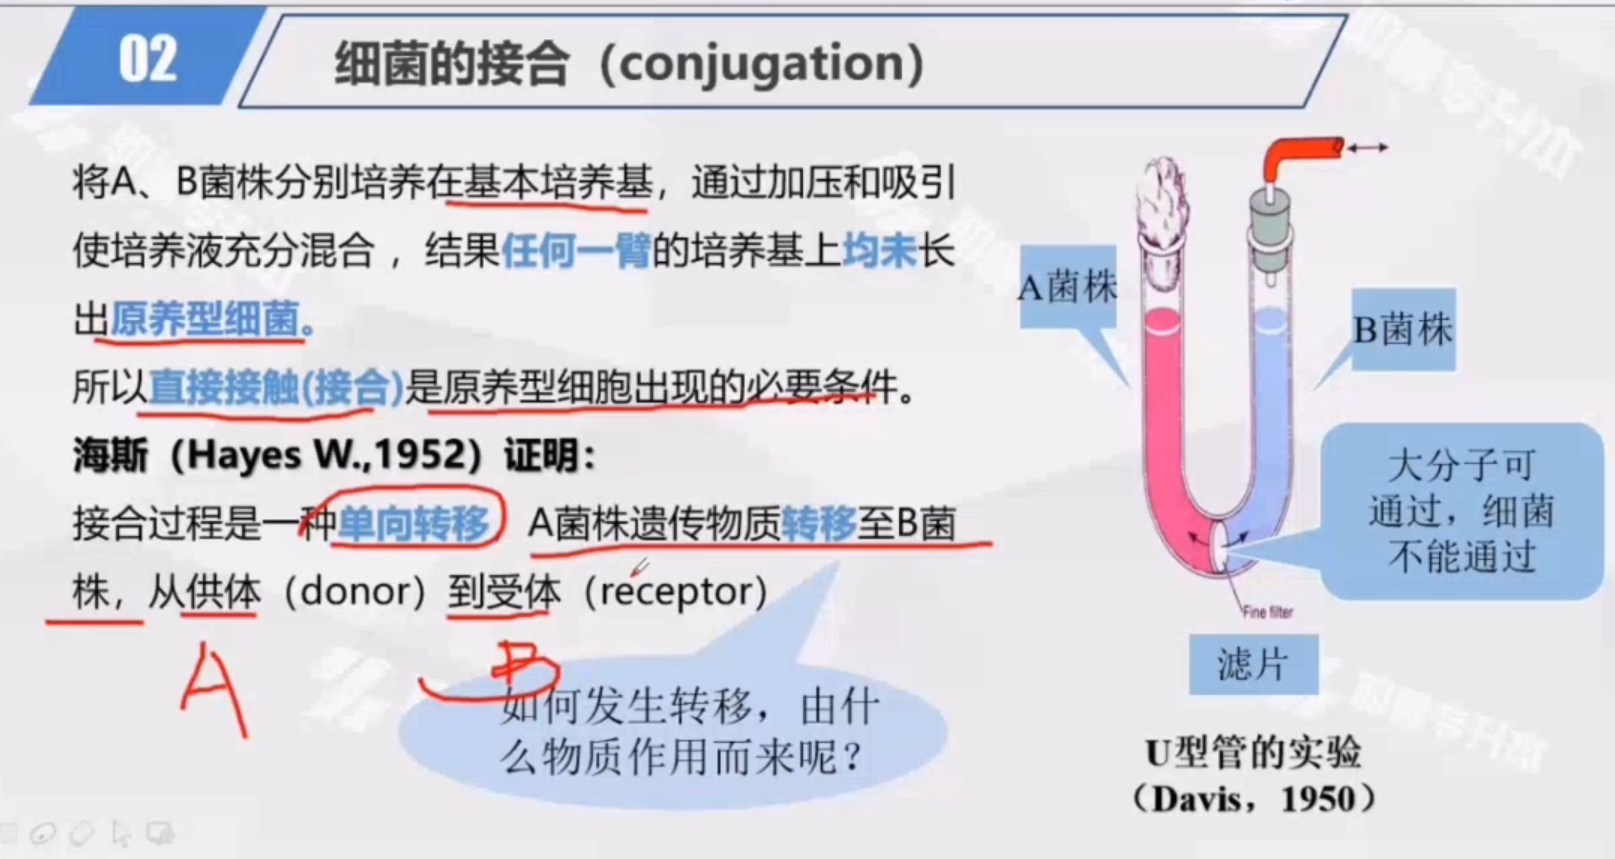 02
细菌的接合（conjugation）
将A、B菌株分别培养在基本培养基，通过加压和吸引
使培养液充分混合，结果任何一臂的培养基上均未长
出原养型细菌。
所以直接接触(接合)是原养型细胞出现的必要条件。
海斯（Hayes W.,1952）证明：
接合过程是一种单向转移 A菌株遗传物质转移至B菌
株，从供体（donor）到受体（receptor）
A
B
如何发生转移，由什
么物质作用而来呢？
A菌株
B菌株
大分子可
通过，细菌
不能通过
Fine filter
滤片
U型管的实验
（Davis，1950）